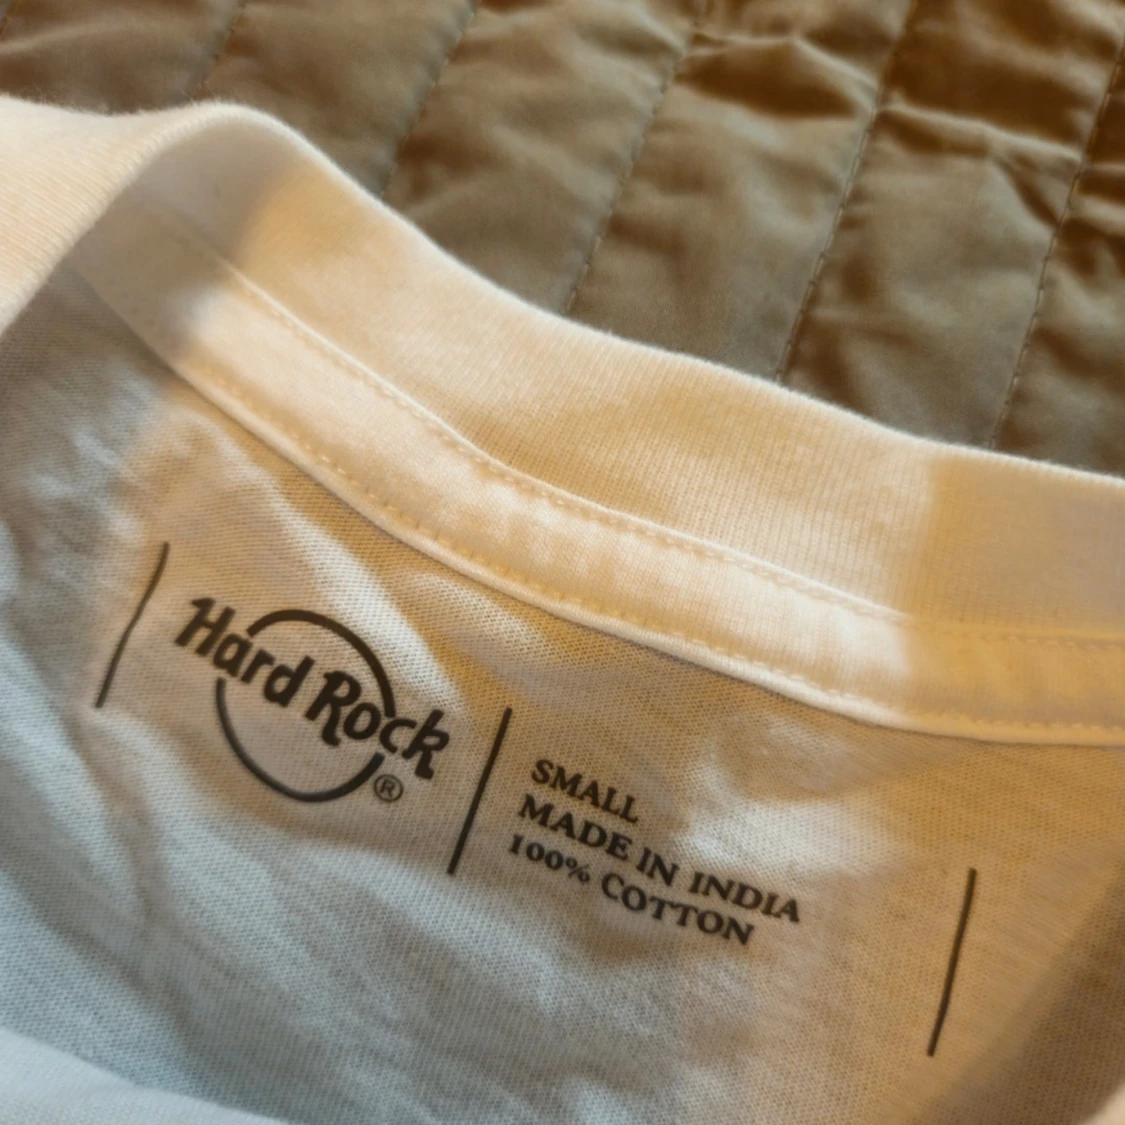 Hard Rock
®
SMALL
MADE IN INDIA
100% COTTON